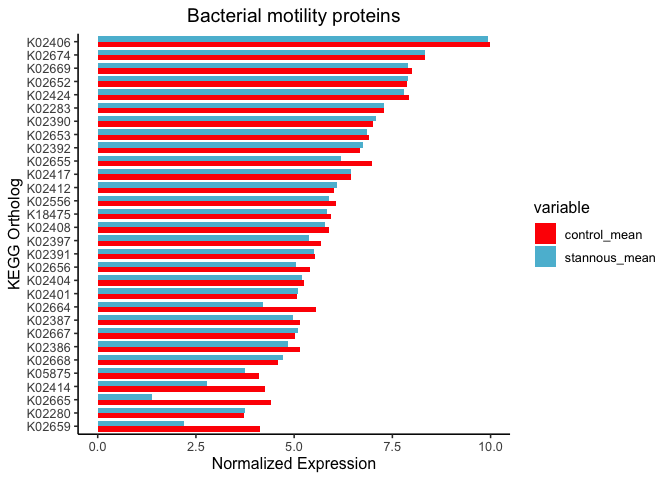 Bacterial motility proteins
KEGG Ortholog
K02406
K02674
K02669
K02652
K02424
K02283
K02390
K02653
K02392
K02655
K02417
K02412
K02556
K18475
K02408
K02397
K02391
K02656
K02404
K02401
K02664
K02387
K02667
K02386
K02668
K05875
K02414
K02665
K02280
K02659
0.0 2.5 5.0 7.5 10.0
Normalized Expression
variable
control_mean
stannous_mean